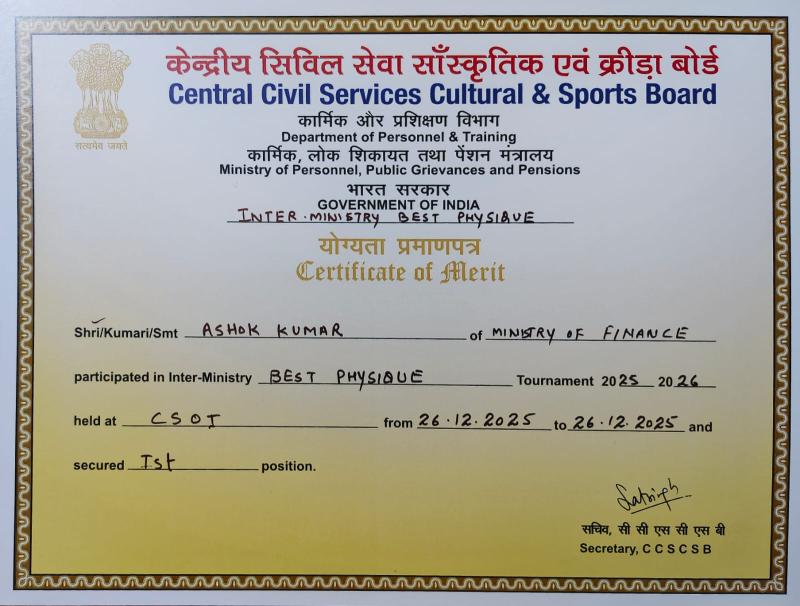 केन्द्रीय सिविल सेवा साँस्कृतिक एवं क्रीड़ा बोर्ड
Central Civil Services Cultural & Sports Board
सत्यमेव जयते
कार्मिक और प्रशिक्षण विभाग
Department of Personnel & Training
कार्मिक, लोक शिकायत तथा पेंशन मंत्रालय
Ministry of Personnel, Public Grievances and Pensions
भारत सरकार
GOVERNMENT OF INDIA
INTER-MINISTRY BEST PHYSIQUE
योग्यता प्रमाणपत्र
Certificate of Merit
Shri/Kumari/Smt ASHOK KUMAR of MINISTRY OF FINANCE
participated in Inter-Ministry BEST PHYSIQUE Tournament 2025 2026
held at CSOI from 26.12.2025 to 26.12.2025 and
secured Ist position.
सचिव, सी सी एस सी एस बी
Secretary, C C S C S B